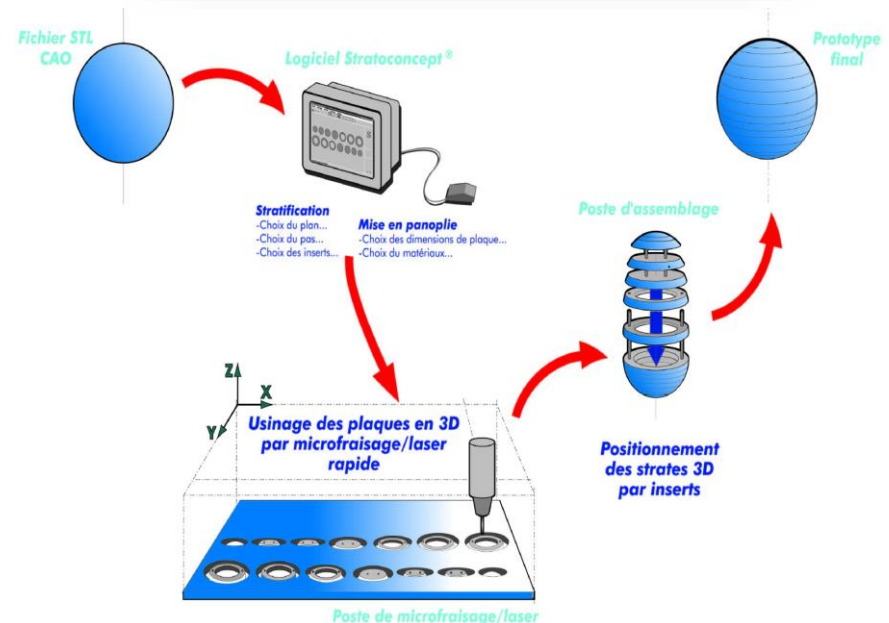 Fichier STL
CAO
Logiciel Stratoconcept ®
Prototype
final
Stratification
-Choix du plan...
-Choix du pas...
-Choix des inserts...
Mise en panoplie
-Choix des dimensions de plaque...
-Choix du matériaux...
Poste d'assemblage
Z
X
Y
Usinage des plaques en 3D
par microfraisage/laser
rapide
Positionnement
des strates 3D
par inserts
Poste de microfraisage/laser